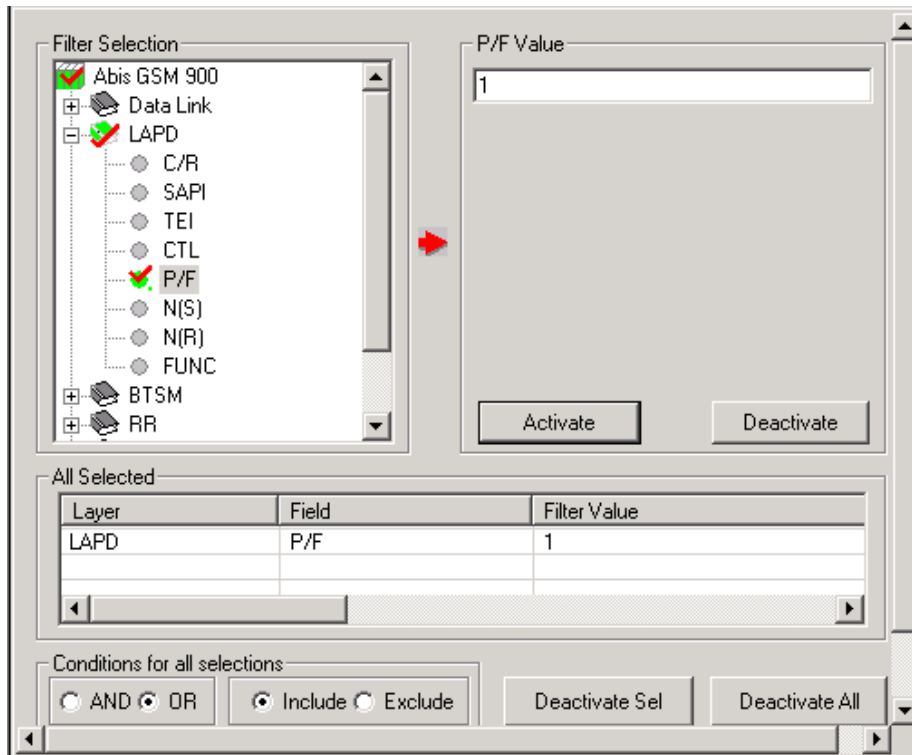 Filter Selection
Abis GSM 900
Data Link
LAPD
C/R
SAPI
TEI
CTL
P/F
N(S)
N(R)
FUNC
BTSM
RR
P/F Value
1
Activate Deactivate
All Selected
Layer Field Filter Value
LAPD P/F 1
Conditions for all selections
AND OR Include Exclude Deactivate Sel Deactivate All